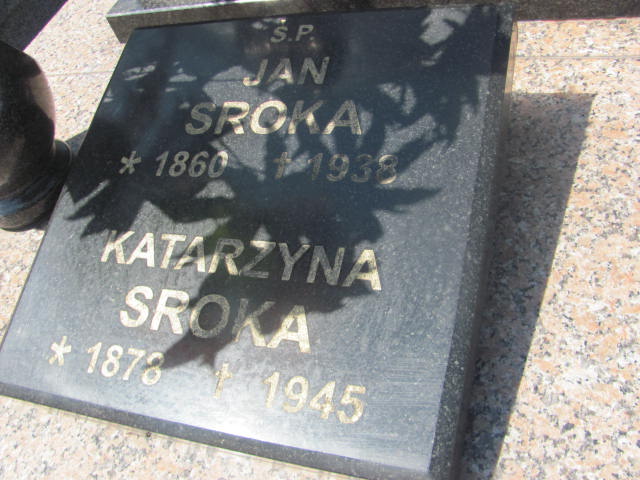 Ś.P.
JAN
SROKA
* 1860 † 1938
KATARZYNA
SROKA
* 1878 † 1945